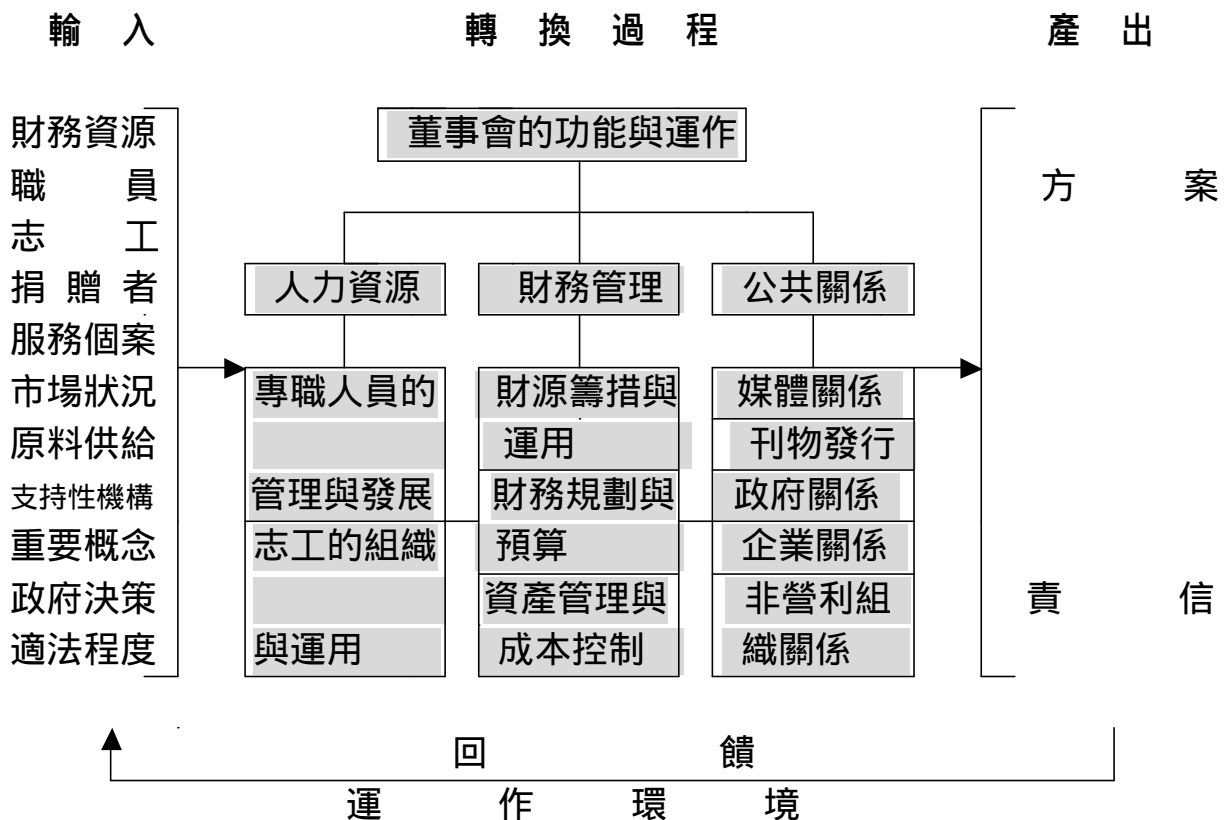 輸入 轉換過程 產出
董事會的功能與運作
財務資源
職員
志工
捐贈者
服務個案
市場狀況
原料供給
支持性機構
重要概念
政府決策
適法程度
人力資源
專職人員的
管理與發展
志工的組織
與運用
財務管理
財源籌措與
運用
財務規劃與
預算
資產管理與
成本控制
公共關係
媒體關係
刊物發行
政府關係
企業關係
非營利組
織關係
方案
責信
回饋
運作環境